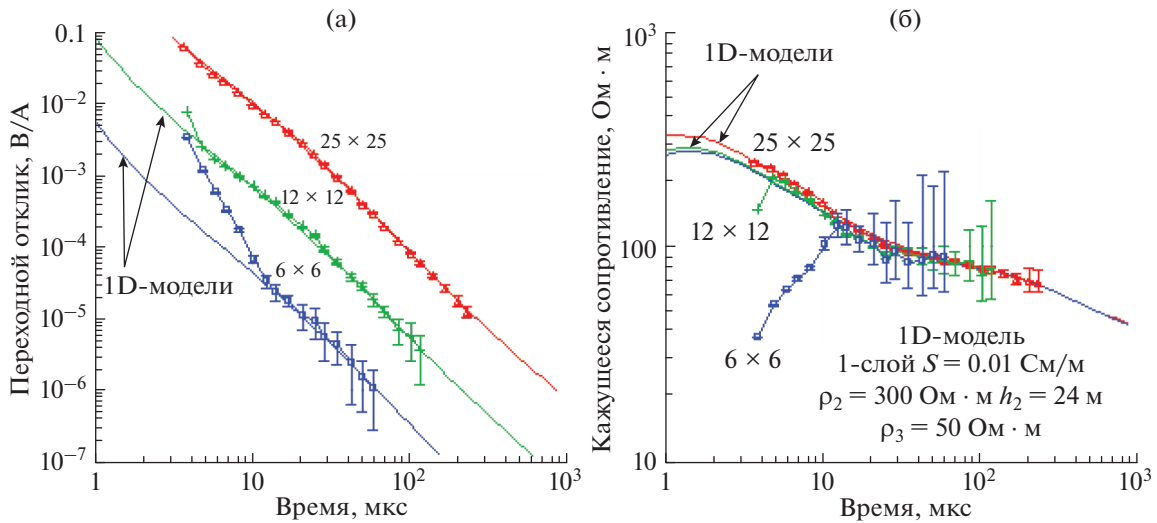 (а)
Переходной отклик, В/А
0.1
10⁻²
10⁻³
10⁻⁴
10⁻⁵
10⁻⁶
10⁻⁷
25 × 25
12 × 12
6 × 6
1D-модели
1
10
10²
10³
Время, мкс
(б)
Кажущееся сопротивление, Ом · м
10³
100
10
1D-модели
25 × 25
12 × 12
6 × 6
1D-модель
1-слой S = 0.01 См/м
ρ₂ = 300 Ом · м h₂ = 24 м
ρ₃ = 50 Ом · м
1
10
10²
10³
Время, мкс